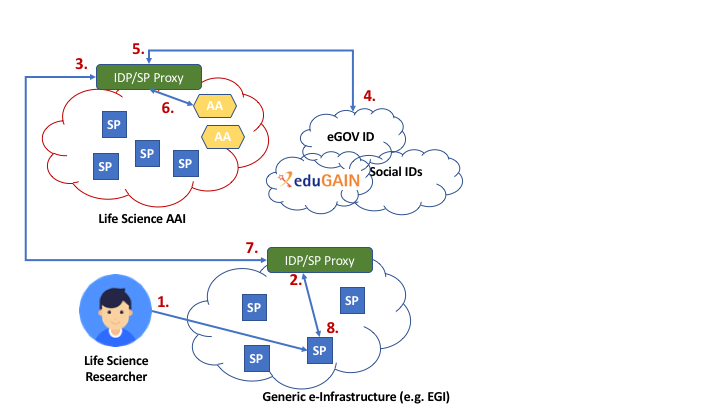 5.
3.
IDP/SP Proxy
4.
6.
AA
SP
AA
eGOV ID
SP
SP
SP
Social IDs
eduGAIN
Life Science AAI
7.
IDP/SP Proxy
2.
1.
SP
SP
8.
SP
SP
Life Science
Researcher
Generic e-Infrastructure (e.g. EGI)